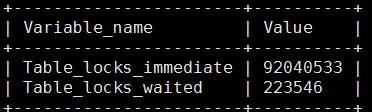 +-----------------------+----------+
| Variable_name         | Value    |
+-----------------------+----------+
| Table_locks_immediate | 92040533 |
| Table_locks_waited    | 223546   |
+-----------------------+----------+